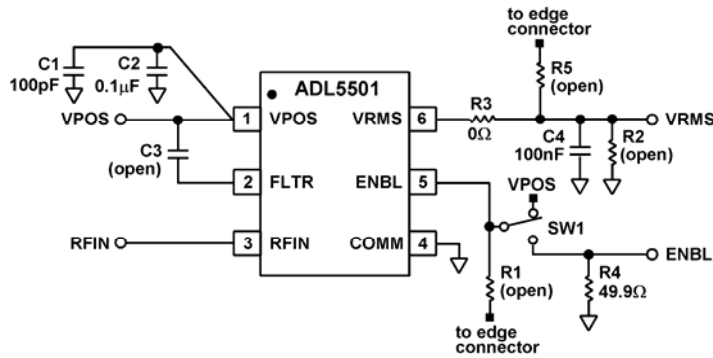 to edge
connector
C1
100pF
C2
0.1μF
ADL5501
R5
(open)
VPOS
1
VPOS
VRMS
6
R3
0Ω
C4
100nF
R2
(open)
VRMS
C3
(open)
2
FLTR
ENBL
5
VPOS
SW1
RFIN
3
RFIN
COMM
4
R1
(open)
R4
49.9Ω
ENBL
to edge
connector